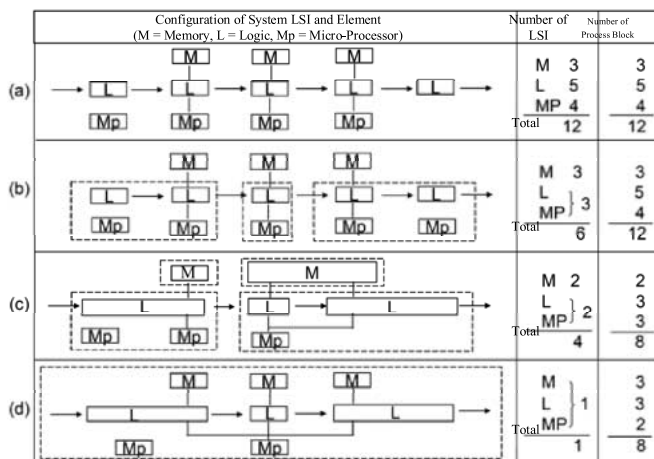 Configuration of System LSI and Element
(M = Memory, L = Logic, Mp = Micro-Processor)
Number of
LSI
Number of
Process Block
(a)
M M M
L L L L L
Mp Mp Mp Mp
M 3 3
L 5 5
MP 4 4
Total 12 12
(b)
M M M
L L L L L
Mp Mp Mp Mp Mp
M 3 3
L 5
} 3
MP 4
Total 6 12
(c)
M M
L L L
Mp Mp Mp
M 2 2
L 3
} 2
MP 3
Total 4 8
(d)
M M M
L L L
Mp Mp
M 3
L } 1 3
MP 2
Total 1 8